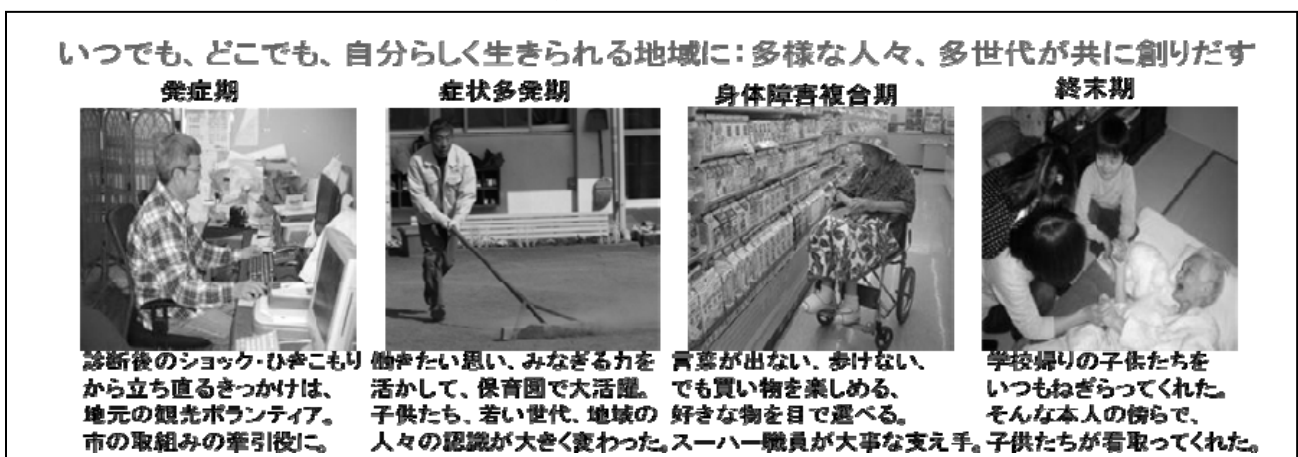 いつでも、どこでも、自分らしく生きられる地域に：多様な人々、多世代が共に創りだす
発症期
症状多発期
身体障害複合期
終末期
診断後のショック・ひきこもり
から立ち直るきっかけは、
地元の観光ボランティア。
市の取組みの牽引役に。
働きたい思い、みなぎる力を
活かして、保育園で大活躍。
子供たち、若い世代、地域の
人々の認識が大きく変わった。
言葉が出ない、歩けない、
でも買い物を楽しめる、
好きな物を目で選べる。
スーパー職員が大事な支え手。
学校帰りの子供たちを
いつもねぎらってくれた。
そんな本人の傍らで、
子供たちが看取ってくれた。